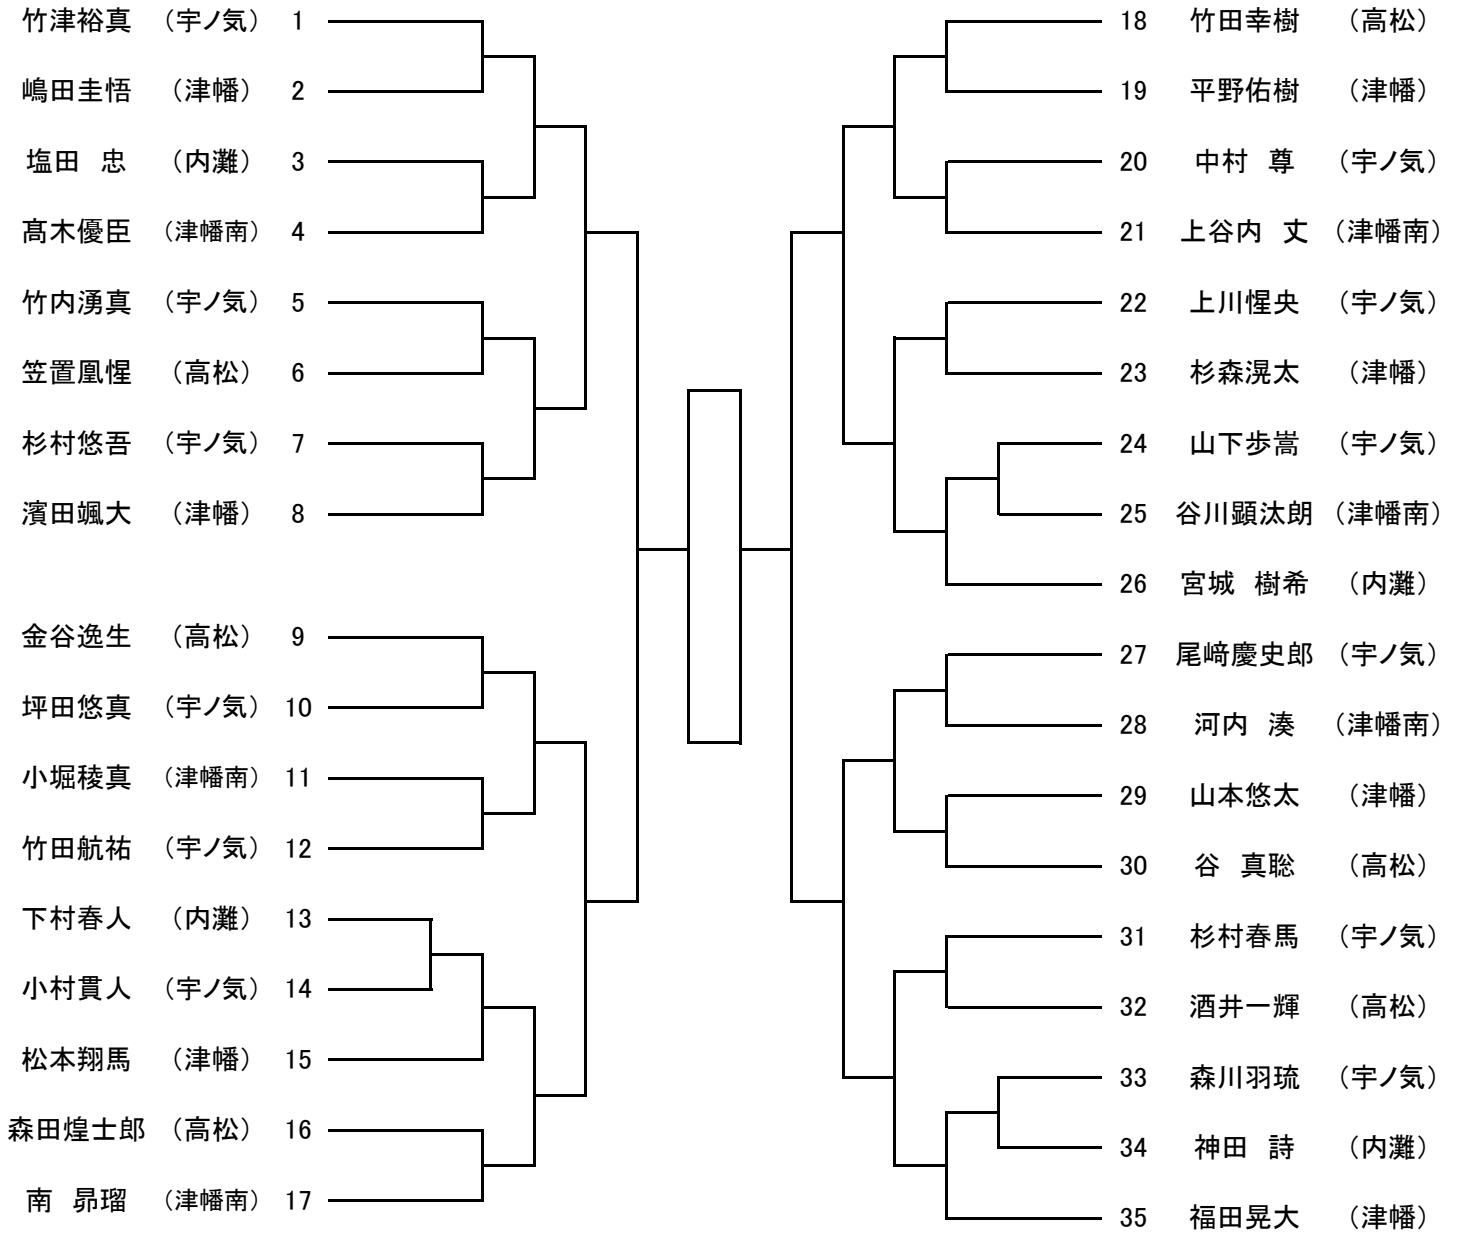 竹津裕真 （宇ノ気） 1
嶋田圭悟 （津幡） 2
塩田　忠 （内灘） 3
髙木優臣 （津幡南） 4
竹内湧真 （宇ノ気） 5
笠置凰惺 （高松） 6
杉村悠吾 （宇ノ気） 7
濱田颯大 （津幡） 8
金谷逸生 （高松） 9
坪田悠真 （宇ノ気） 10
小堀稜真 （津幡南） 11
竹田航祐 （宇ノ気） 12
下村春人 （内灘） 13
小村貫人 （宇ノ気） 14
松本翔馬 （津幡） 15
森田煌士郎 （高松） 16
南　昴瑠 （津幡南） 17
18 竹田幸樹 （高松）
19 平野佑樹 （津幡）
20 中村　尊 （宇ノ気）
21 上谷内　丈 （津幡南）
22 上川惺央 （宇ノ気）
23 杉森滉太 （津幡）
24 山下歩嵩 （宇ノ気）
25 谷川顕汰朗 （津幡南）
26 宮城　樹希 （内灘）
27 尾﨑慶史郎 （宇ノ気）
28 河内　湊 （津幡南）
29 山本悠太 （津幡）
30 谷　真聡 （高松）
31 杉村春馬 （宇ノ気）
32 酒井一輝 （高松）
33 森川羽琉 （宇ノ気）
34 神田　詩 （内灘）
35 福田晃大 （津幡）